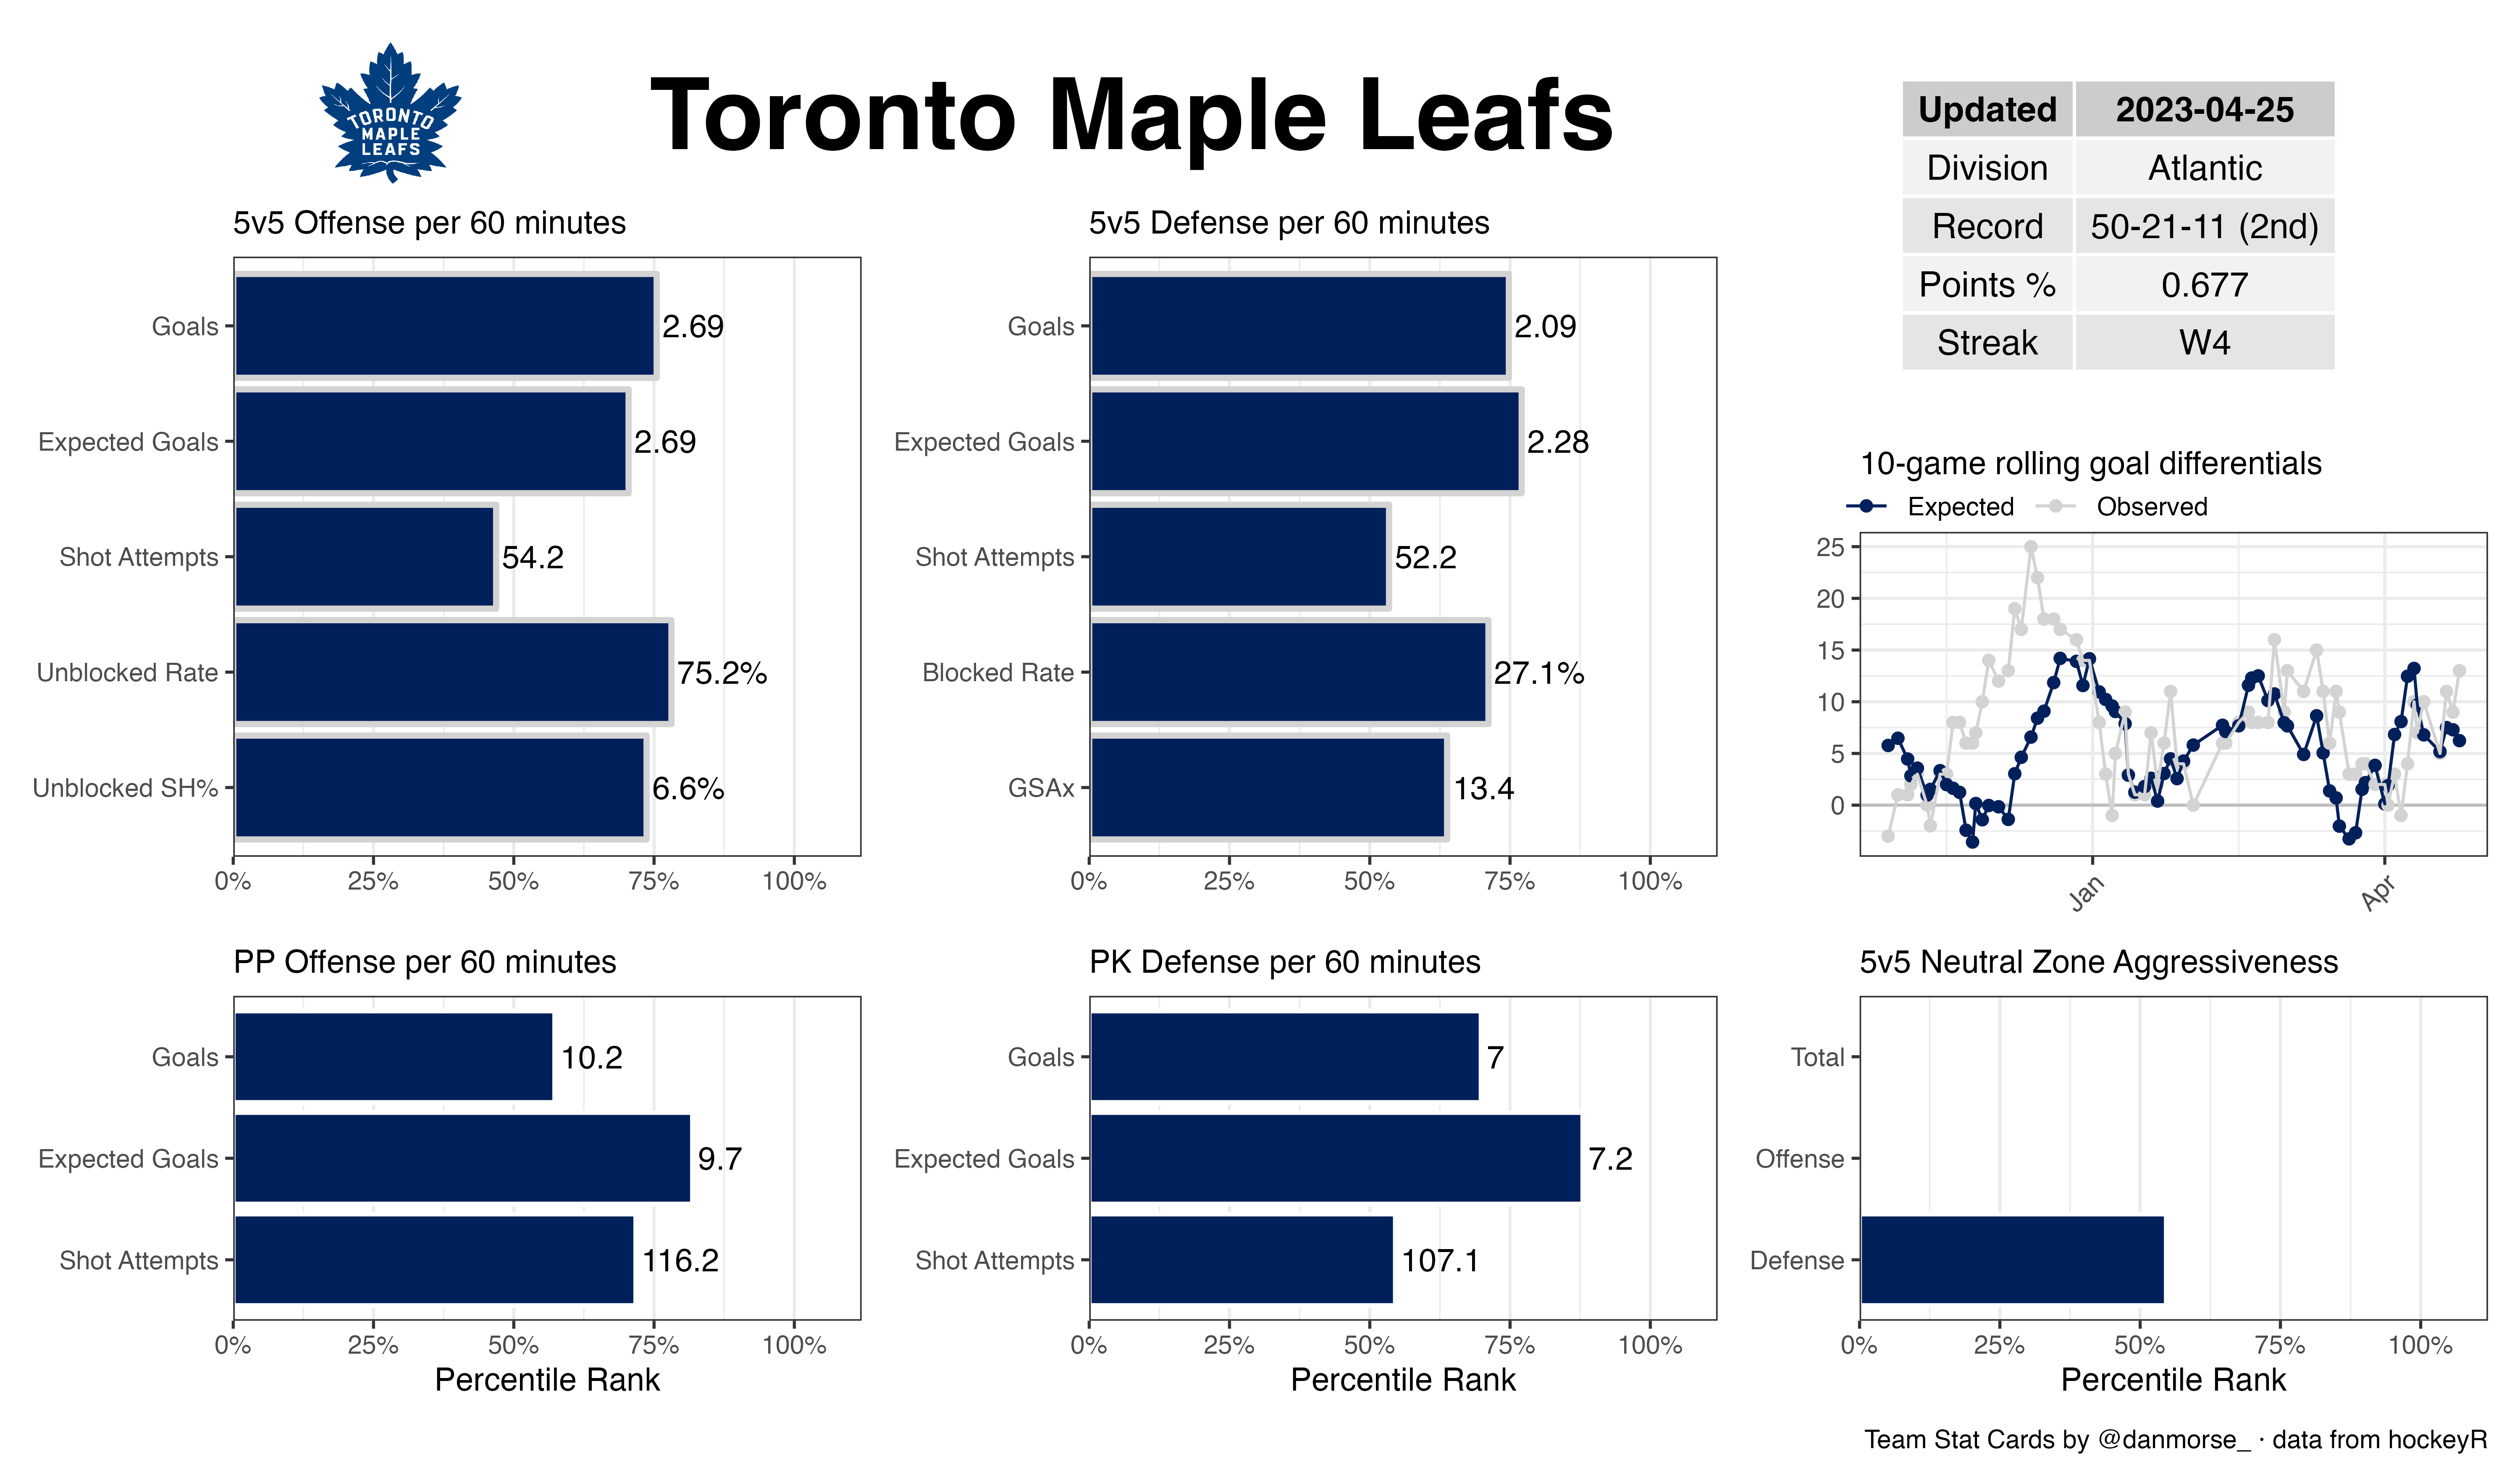 TORONTO
MAPLE
LEAFS
Toronto Maple Leafs
Updated 2023-04-25
Division Atlantic
Record 50-21-11 (2nd)
Points % 0.677
Streak W4
5v5 Offense per 60 minutes
Goals 2.69
Expected Goals 2.69
Shot Attempts 54.2
Unblocked Rate 75.2%
Unblocked SH% 6.6%
0% 25% 50% 75% 100%
5v5 Defense per 60 minutes
Goals 2.09
Expected Goals 2.28
Shot Attempts 52.2
Blocked Rate 27.1%
GSAx 13.4
0% 25% 50% 75% 100%
10-game rolling goal differentials
Expected Observed
25
20
15
10
5
0
Jan Apr
PP Offense per 60 minutes
Goals 10.2
Expected Goals 9.7
Shot Attempts 116.2
0% 25% 50% 75% 100%
Percentile Rank
PK Defense per 60 minutes
Goals 7
Expected Goals 7.2
Shot Attempts 107.1
0% 25% 50% 75% 100%
Percentile Rank
5v5 Neutral Zone Aggressiveness
Total
Offense
Defense
0% 25% 50% 75% 100%
Percentile Rank
Team Stat Cards by @danmorse_ · data from hockeyR